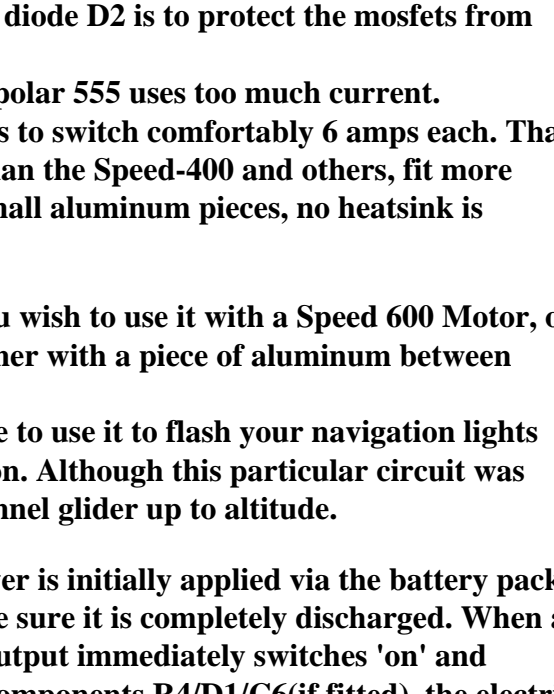 diode D2 is to protect the mosfets from
polar 555 uses too much current.
s to switch comfortably 6 amps each. Tha
an the Speed-400 and others, fit more
nall aluminum pieces, no heatsink is
u wish to use it with a Speed 600 Motor, o
her with a piece of aluminum between
e to use it to flash your navigation lights
on. Although this particular circuit was
nnel glider up to altitude.
ver is initially applied via the battery pack
e sure it is completely discharged. When a
utput immediately switches 'on' and
omponents R4/D1/C6(if fitted), the electr